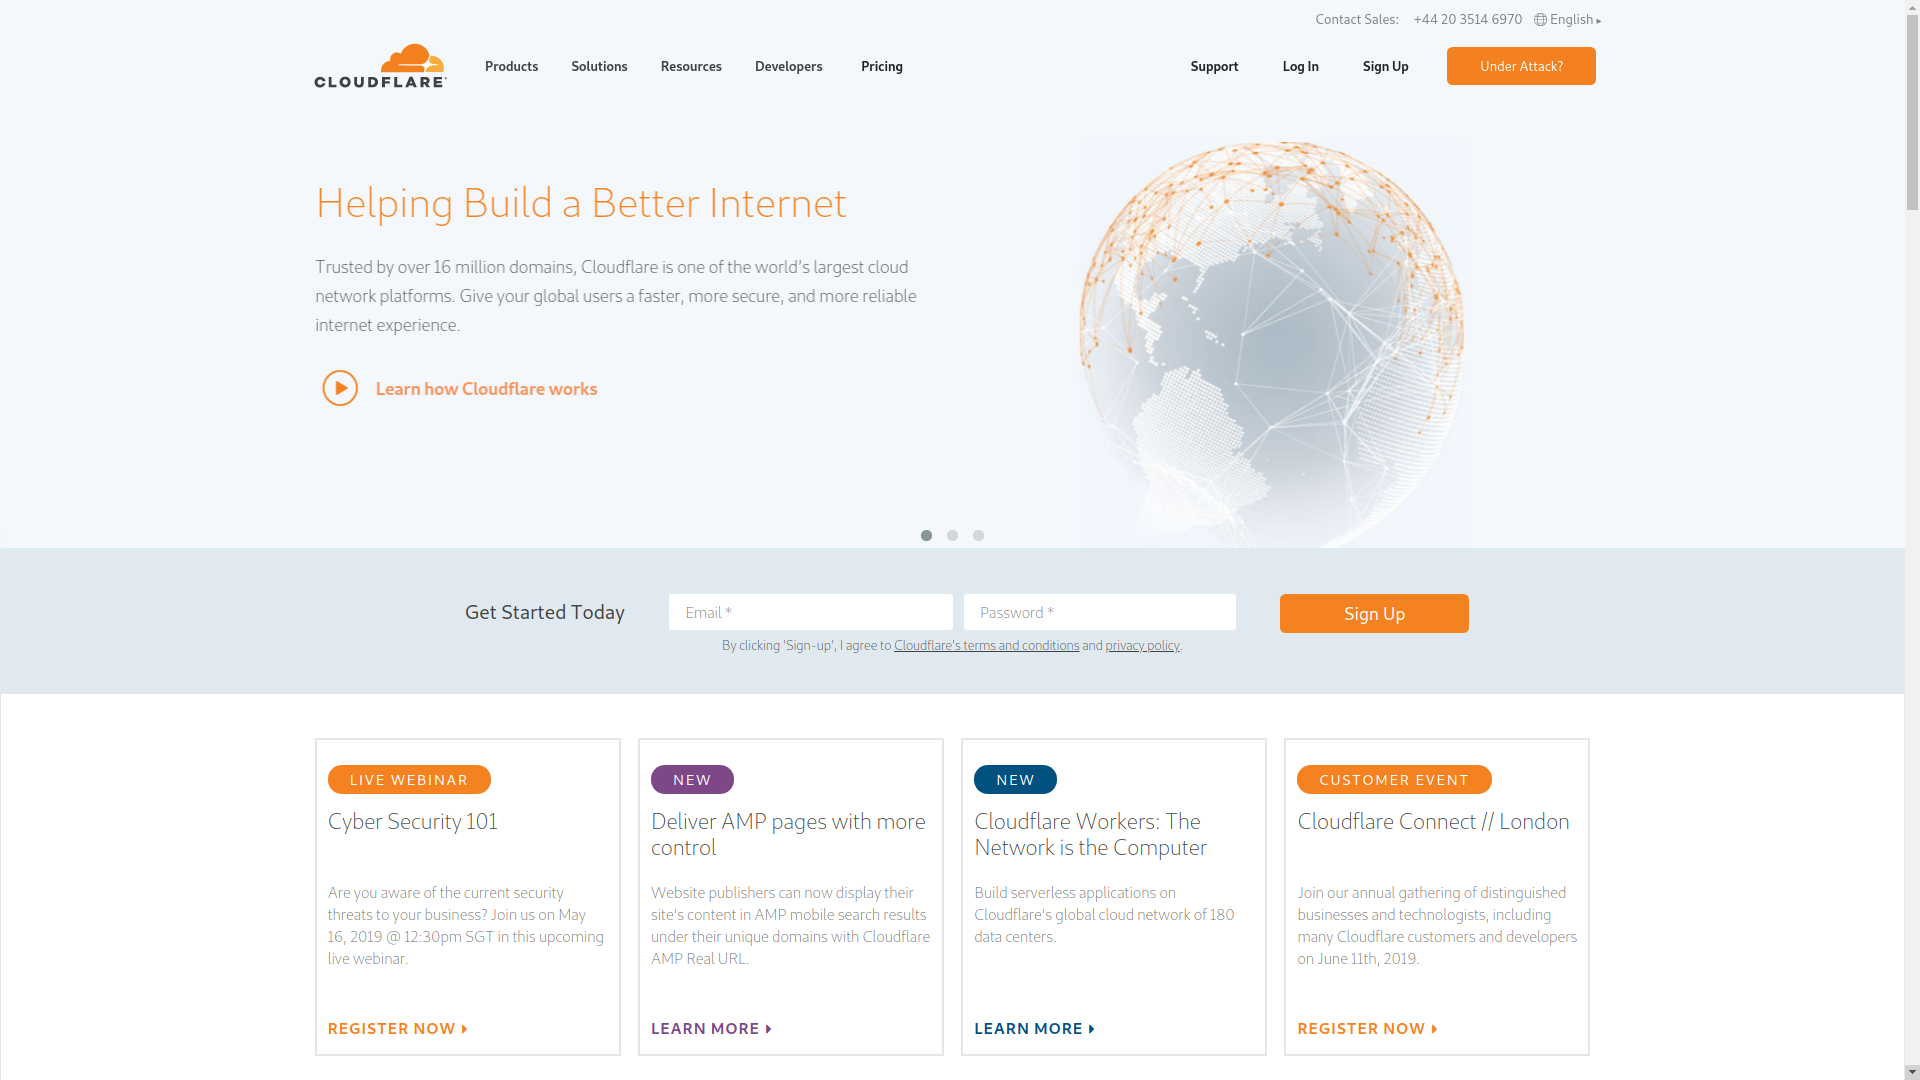 Contact Sales: +44 20 3514 6970 English ▸
CLOUDFLARE
Products Solutions Resources Developers Pricing Support Log In Sign Up Under Attack?
Helping Build a Better Internet
Trusted by over 16 million domains, Cloudflare is one of the world's largest cloud
network platforms. Give your global users a faster, more secure, and more reliable
internet experience.
Learn how Cloudflare works
Get Started Today Email * Password * Sign Up
By clicking 'Sign-up', I agree to Cloudflare's terms and conditions and privacy policy.
LIVE WEBINAR
Cyber Security 101
Are you aware of the current security
threats to your business? Join us on May
16, 2019 @ 12:30pm SGT in this upcoming
live webinar.
REGISTER NOW
NEW
Deliver AMP pages with more
control
Website publishers can now display their
site's content in AMP mobile search results
under their unique domains with Cloudflare
AMP Real URL.
LEARN MORE
NEW
Cloudflare Workers: The
Network is the Computer
Build serverless applications on
Cloudflare's global cloud network of 180
data centers.
LEARN MORE
CUSTOMER EVENT
Cloudflare Connect // London
Join our annual gathering of distinguished
businesses and technologists, including
many Cloudflare customers and developers
on June 11th, 2019.
REGISTER NOW